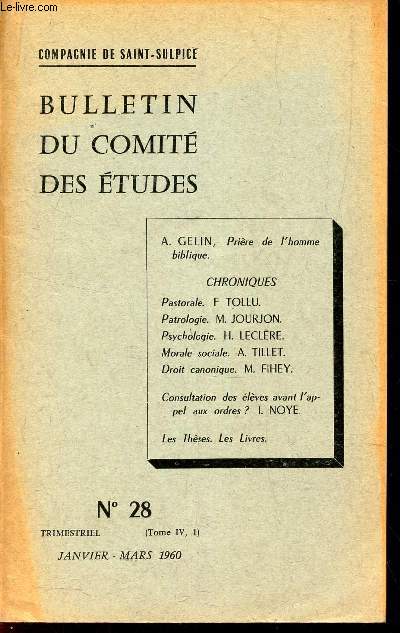 Le-livre.com
COMPAGNIE DE SAINT-SULPICE
BULLETIN
DU COMITÉ
DES ÉTUDES
A. GELIN, Prière de l'homme
biblique.
CHRONIQUES
Pastorale. F. TOLLU.
Patrologie. M. JOURJON.
Psychologie. H. LECLÈRE.
Morale sociale. A. TILLET.
Droit canonique. M. FIHEY.
Consultation des élèves avant l'ap-
pel aux ordres ? I. NOYE
Les Thèses. Les Livres.
N° 28
TRIMESTRIEL (Tome IV, 1)
JANVIER - MARS 1960